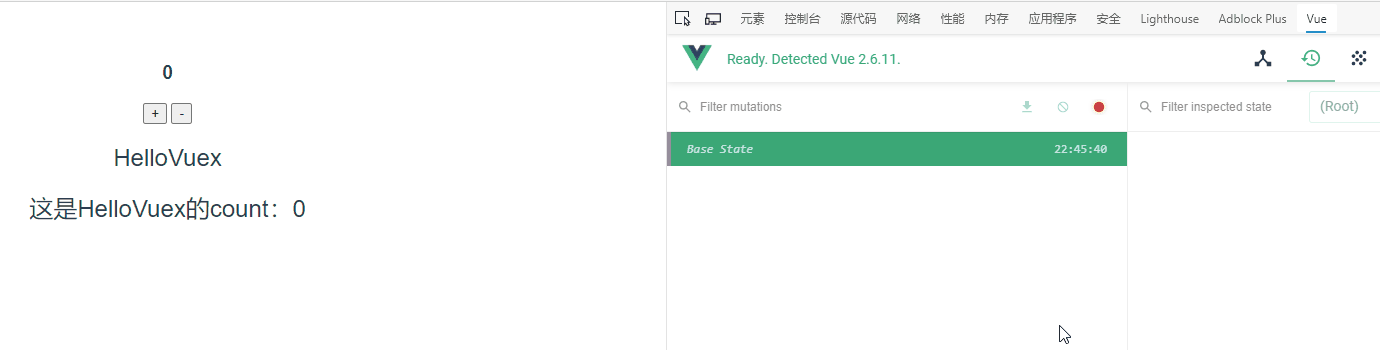 元素 控制台 源代码 网络 性能 内存 应用程序 安全 Lighthouse Adblock Plus Vue
Ready. Detected Vue 2.6.11.
0
+ -
HelloVuex
这是HelloVuex的count：0
Filter mutations
Base State 22:45:40
Filter inspected state (Root)